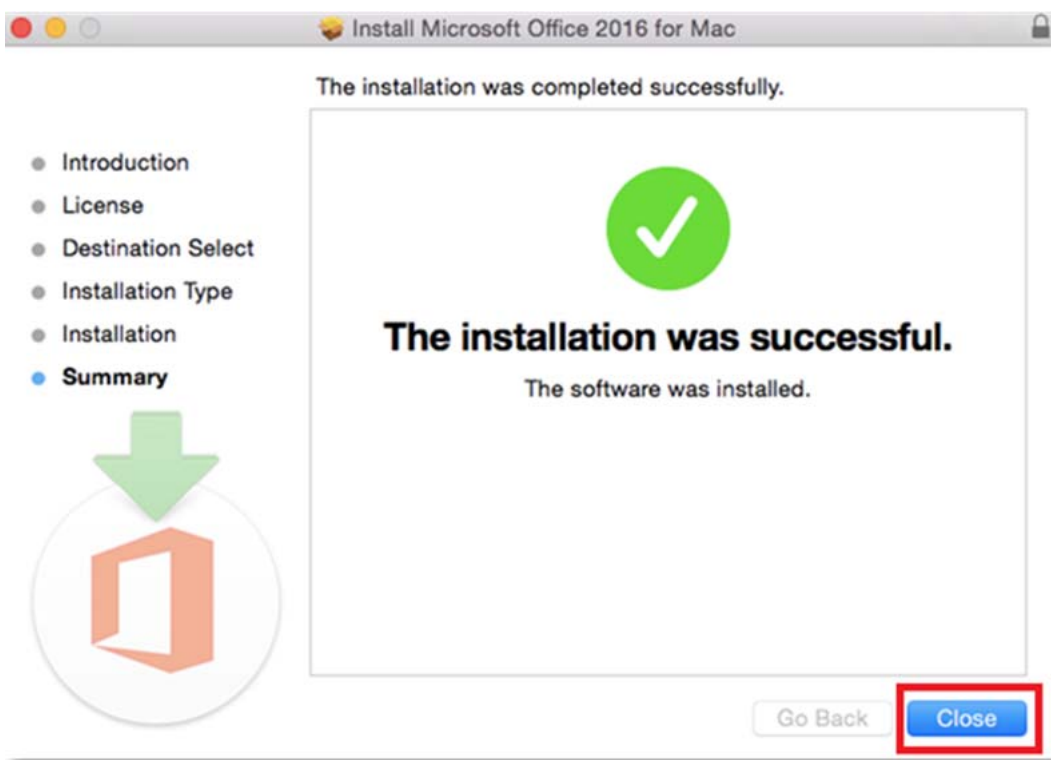 Install Microsoft Office 2016 for Mac
The installation was completed successfully.
Introduction
License
Destination Select
Installation Type
Installation
Summary
The installation was successful.
The software was installed.
Go Back
Close